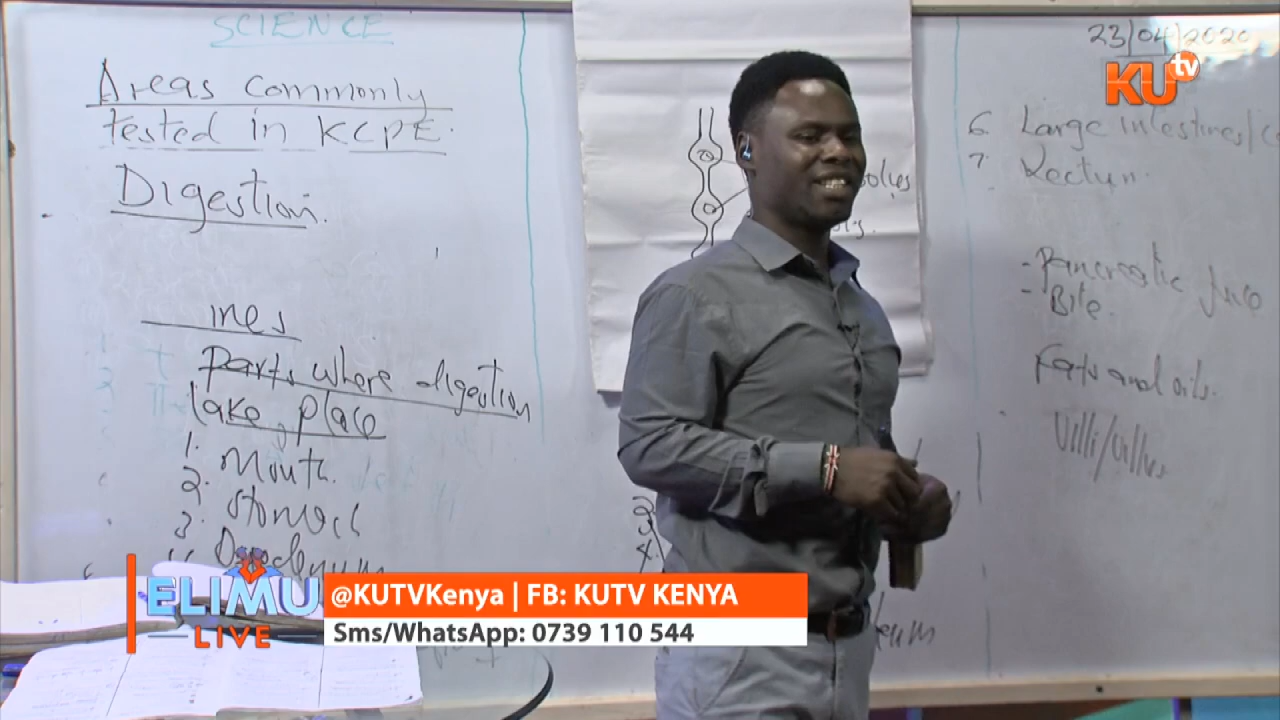 SCIENCE
Areas Commonly
tested in KCPE.
Digestion.
ines
Parts where digestion
take place
1. Mouth.
2. Stomach
3. Duodenum
23/04/2020
KU tv
6. Large intestines/C
7. Rectum.
- Pancreatic Juice
- Bile.
Fats and oils.
Villi/Villus
ELIMU
LIVE
@KUTVKenya | FB: KUTV KENYA
Sms/WhatsApp: 0739 110 544